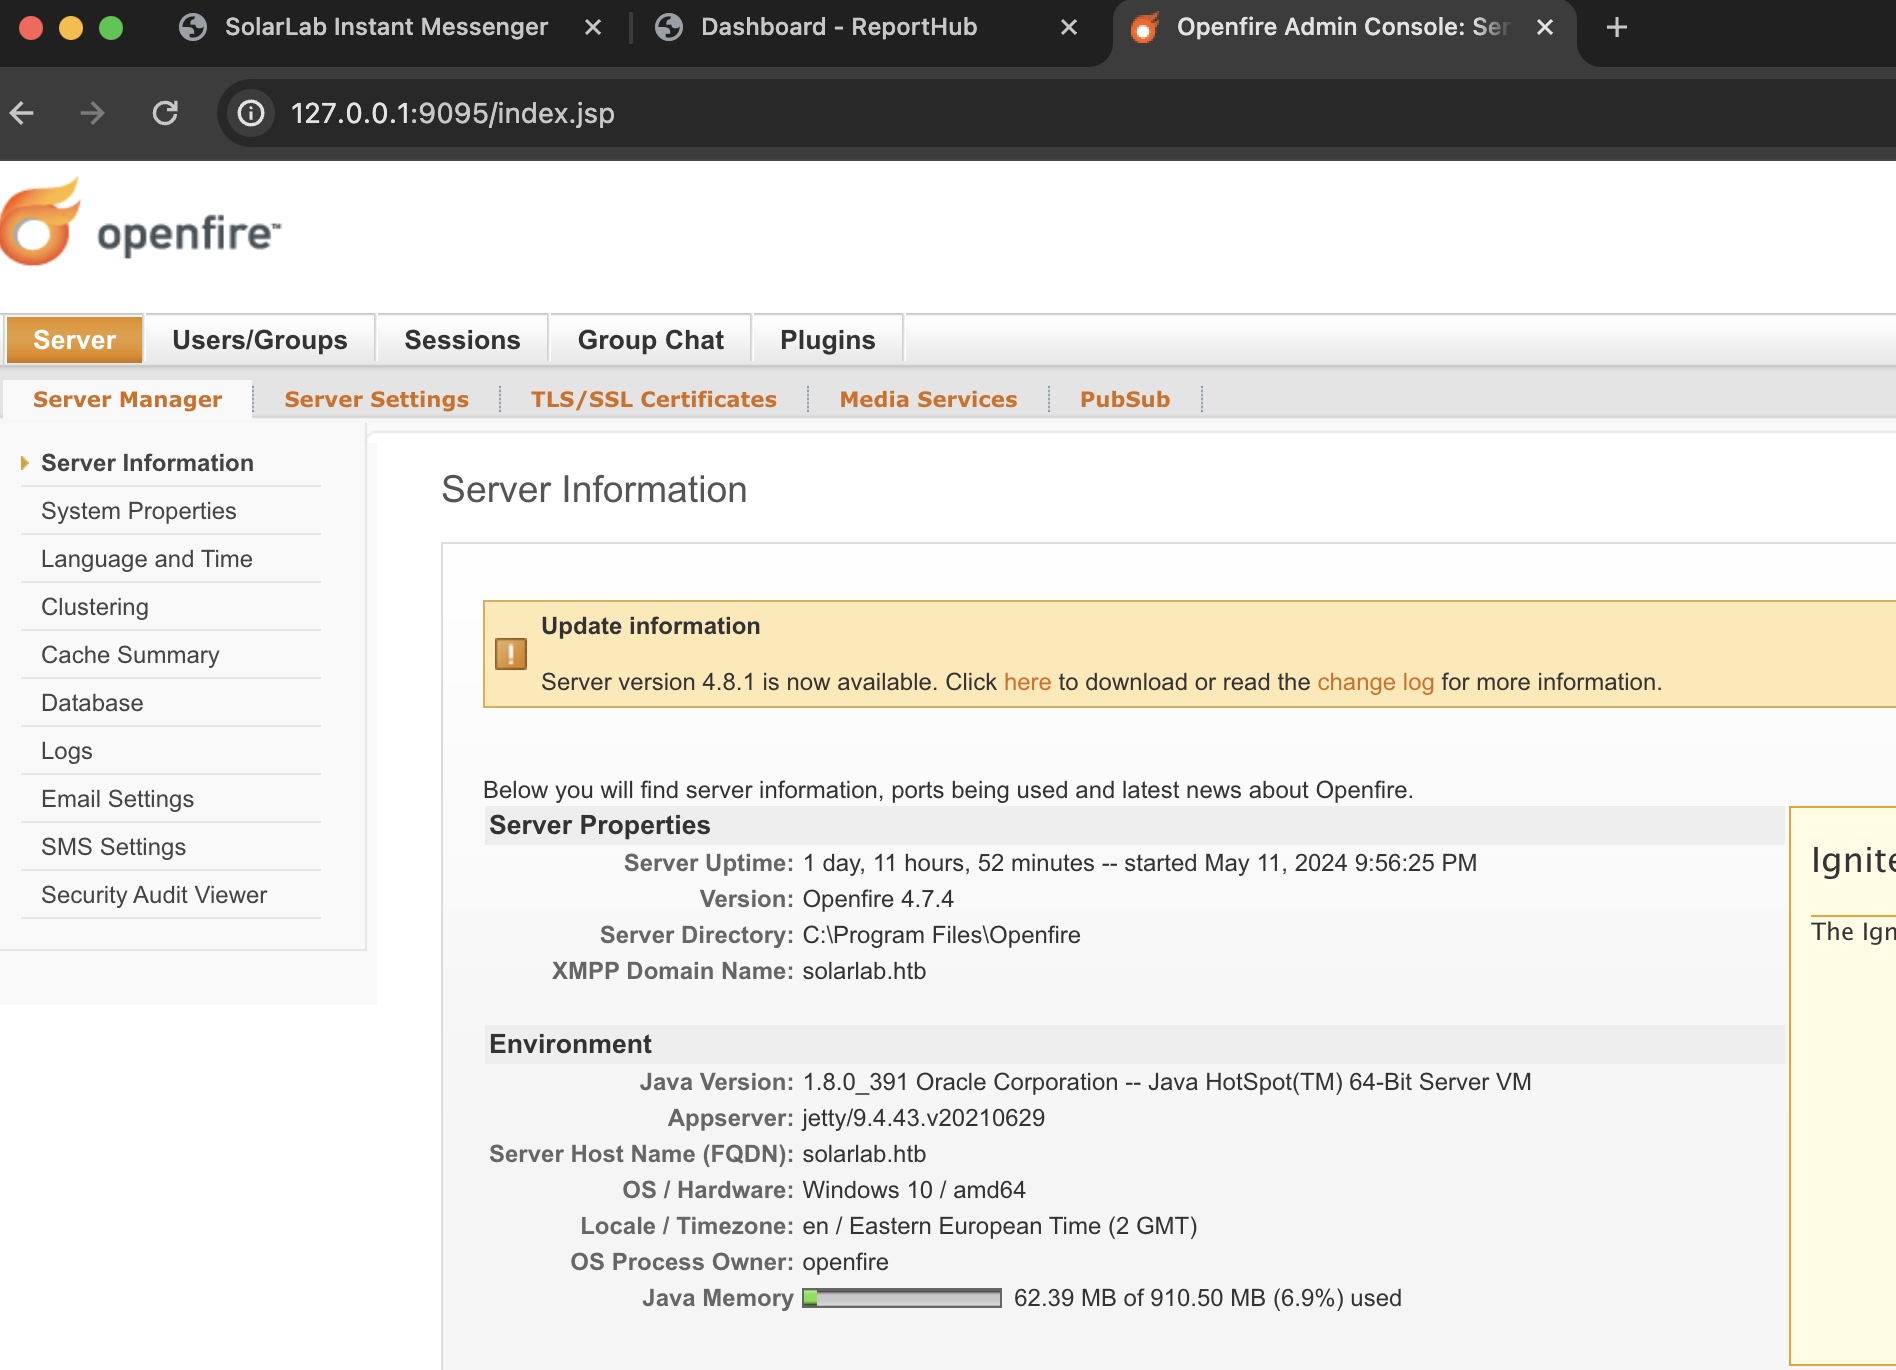 SolarLab Instant Messenger
Dashboard - ReportHub
Openfire Admin Console: Ser
127.0.0.1:9095/index.jsp
openfire™
Server
Users/Groups
Sessions
Group Chat
Plugins
Server Manager
Server Settings
TLS/SSL Certificates
Media Services
PubSub
Server Information
System Properties
Language and Time
Clustering
Cache Summary
Database
Logs
Email Settings
SMS Settings
Security Audit Viewer
Server Information
Update information
Server version 4.8.1 is now available. Click here to download or read the change log for more information.
Below you will find server information, ports being used and latest news about Openfire.
Server Properties
Server Uptime: 1 day, 11 hours, 52 minutes -- started May 11, 2024 9:56:25 PM
Version: Openfire 4.7.4
Server Directory: C:\Program Files\Openfire
XMPP Domain Name: solarlab.htb
Environment
Java Version: 1.8.0_391 Oracle Corporation -- Java HotSpot(TM) 64-Bit Server VM
Appserver: jetty/9.4.43.v20210629
Server Host Name (FQDN): solarlab.htb
OS / Hardware: Windows 10 / amd64
Locale / Timezone: en / Eastern European Time (2 GMT)
OS Process Owner: openfire
Java Memory 62.39 MB of 910.50 MB (6.9%) used
Ignite
The Ign